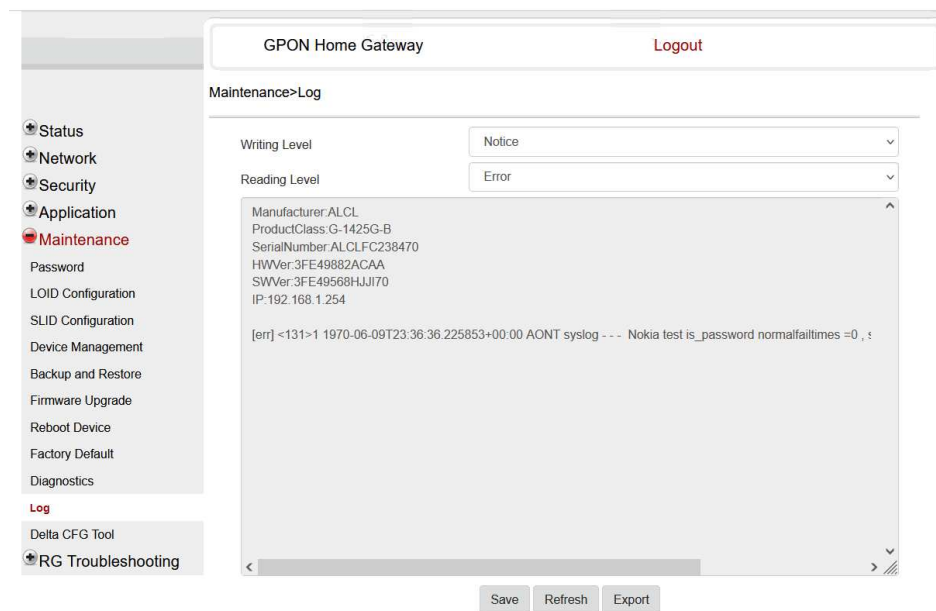 GPON Home Gateway
Logout
Maintenance>Log
Status
Network
Security
Application
Maintenance
Password
LOID Configuration
SLID Configuration
Device Management
Backup and Restore
Firmware Upgrade
Reboot Device
Factory Default
Diagnostics
Log
Delta CFG Tool
RG Troubleshooting
Writing Level
Notice
Reading Level
Error
Manufacturer:ALCL
ProductClass:G-1425G-B
SerialNumber:ALCLFC238470
HWVer:3FE49882ACAA
SWVer:3FE49568HJJI70
IP:192.168.1.254
[err] <131>1 1970-06-09T23:36:36.225853+00:00 AONT syslog - - - Nokia test is_password normalfailtimes =0 ,
Save
Refresh
Export